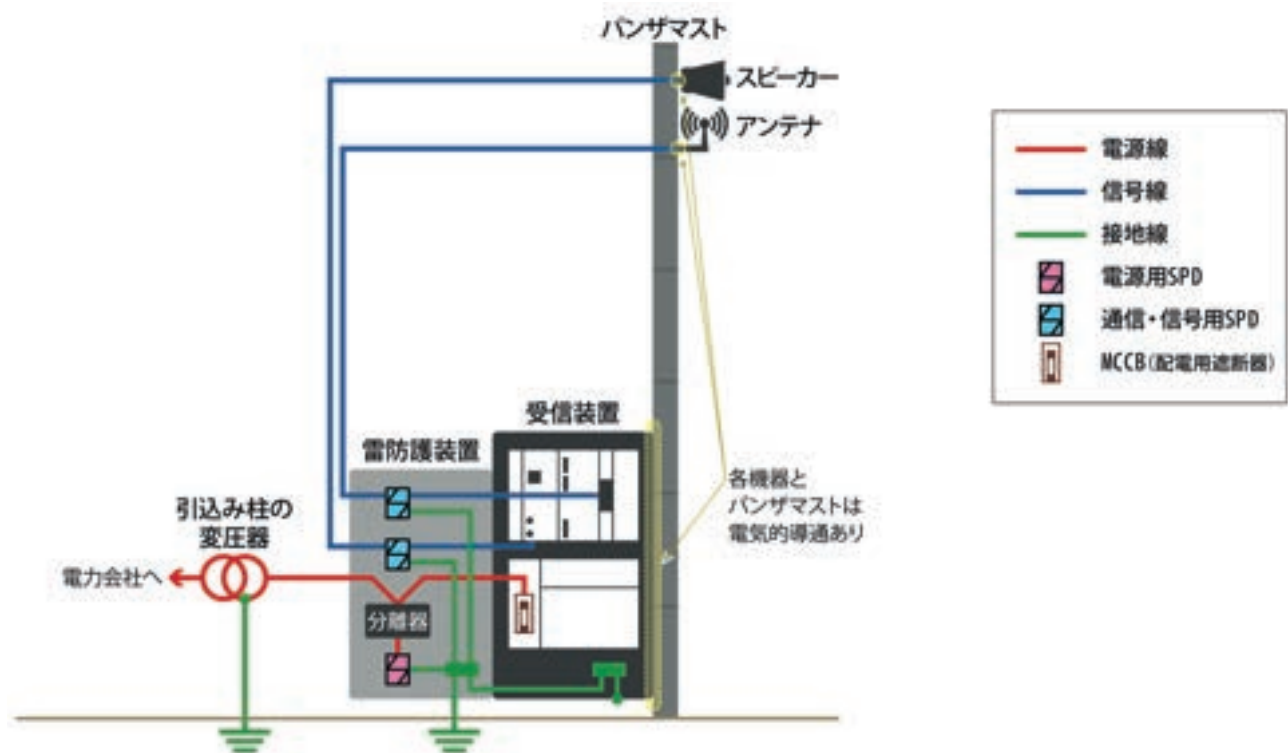 パンザマスト
スピーカー
アンテナ
電源線
信号線
接地線
電源用SPD
通信・信号用SPD
MCCB(配電用遮断器)
受信装置
雷防護装置
各機器と
パンザマストは
電気的導通あり
引込み柱の
変圧器
電力会社へ
分離器